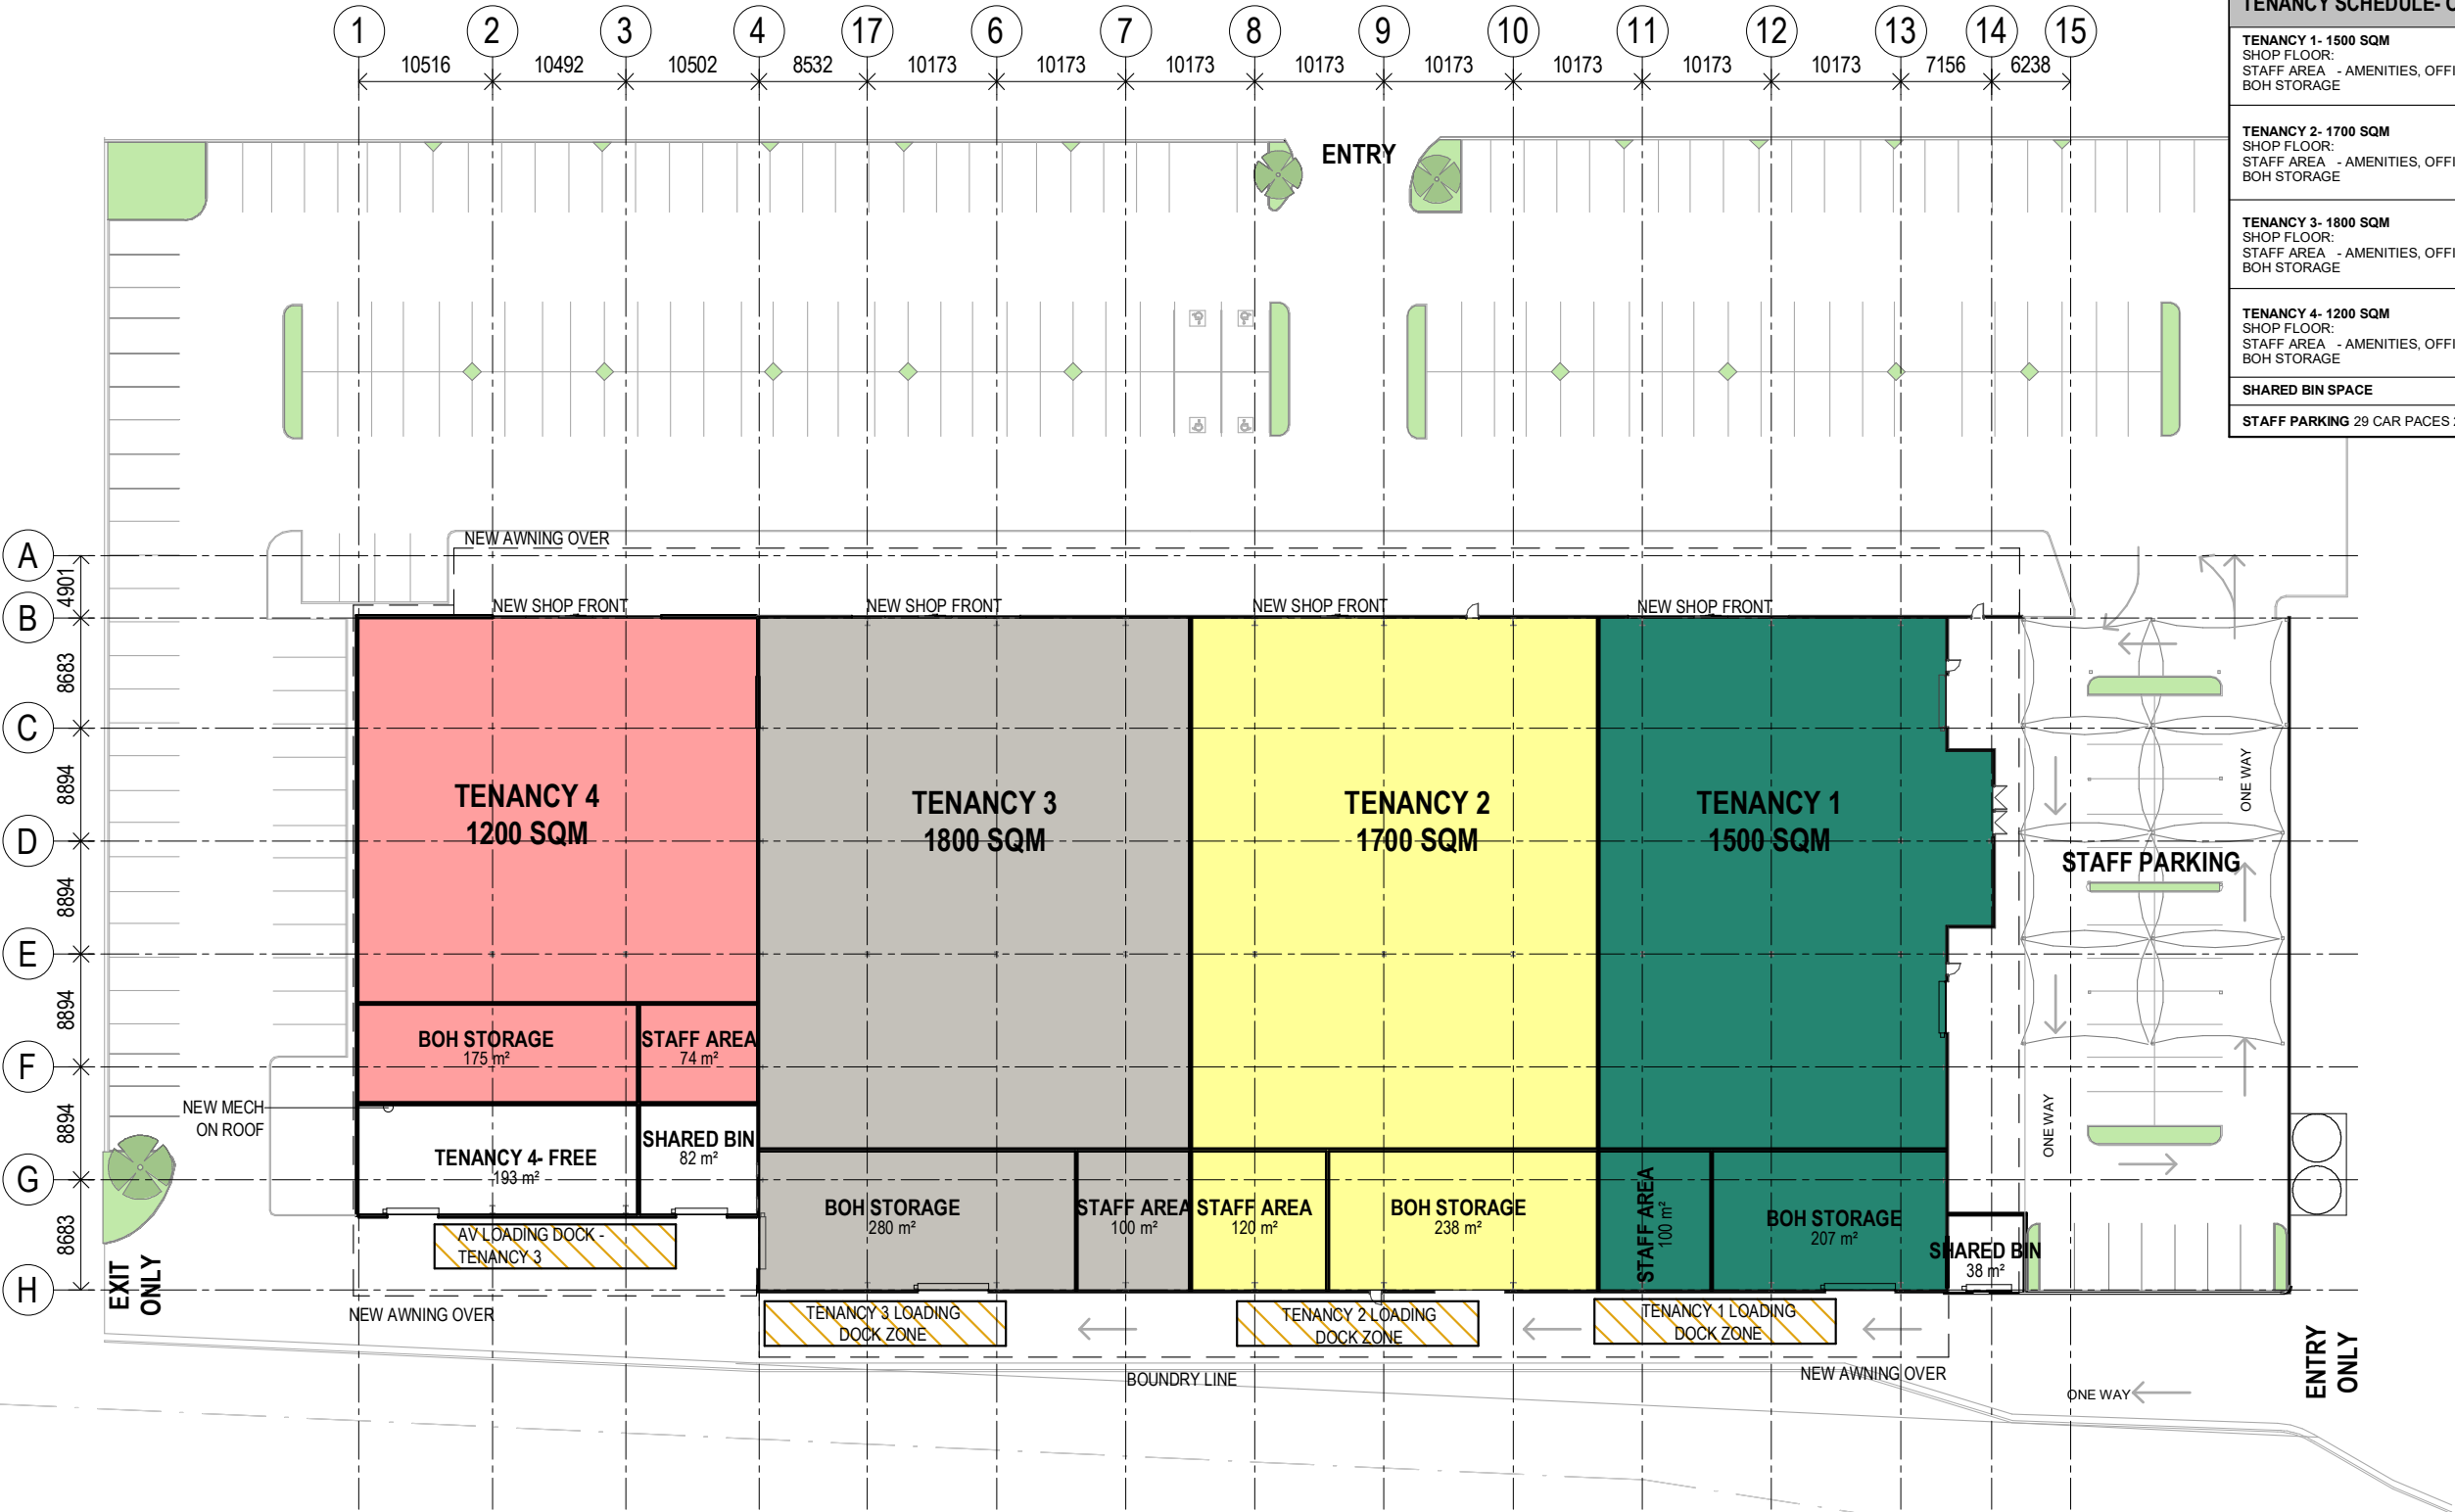 1 2 3 4 17 6 7 8 9 10 11 12 13 14 15
10516 10492 10502 8532 10173 10173 10173 10173 10173 10173 10173 10173 7156 6238
TENANCY 1- 1500 SQM
SHOP FLOOR:
STAFF AREA - AMENITIES,
BOH STORAGE
TENANCY 2- 1700 SQM
SHOP FLOOR:
STAFF AREA - AMENITIES,
BOH STORAGE
TENANCY 3- 1800 SQM
SHOP FLOOR:
STAFF AREA - AMENITIES,
BOH STORAGE
TENANCY 4- 1200 SQM
SHOP FLOOR:
STAFF AREA - AMENITIES,
BOH STORAGE
SHARED BIN SPACE
STAFF PARKING 29 CAR PACES
TENANCY SCHEDULE-
ENTRY
A
B
C
D
E
F
G
H
4901
8683
8894
8894
8894
8894
8683
NEW AWNING OVER
NEW SHOP FRONT
NEW SHOP FRONT
NEW SHOP FRONT
NEW SHOP FRONT
TENANCY 4
1200 SQM
TENANCY 3
1800 SQM
TENANCY 2
1700 SQM
TENANCY 1
1500 SQM
STAFF PARKING
ONE WAY
ONE WAY
BOH STORAGE
175 m²
STAFF AREA
74 m²
NEW MECH
ON ROOF
TENANCY 4- FREE
193 m²
SHARED BIN
82 m²
BOH STORAGE
280 m²
STAFF AREA
100 m²
STAFF AREA
120 m²
BOH STORAGE
238 m²
STAFF AREA
100 m²
BOH STORAGE
207 m²
SHARED BIN
38 m²
AV LOADING DOCK -
TENANCY 3
EXIT
ONLY
NEW AWNING OVER
TENANCY 3 LOADING
DOCK ZONE
TENANCY 2 LOADING
DOCK ZONE
TENANCY 1 LOADING
DOCK ZONE
BOUNDRY LINE
NEW AWNING OVER
ONE WAY
ENTRY
ONLY